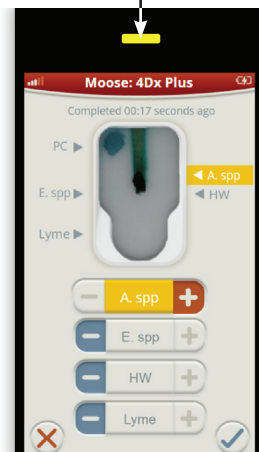 Moose: 4Dx Plus
Completed 00:17 seconds ago
PC
A. spp
E. spp
HW
Lyme
A. spp
E. spp
HW
Lyme